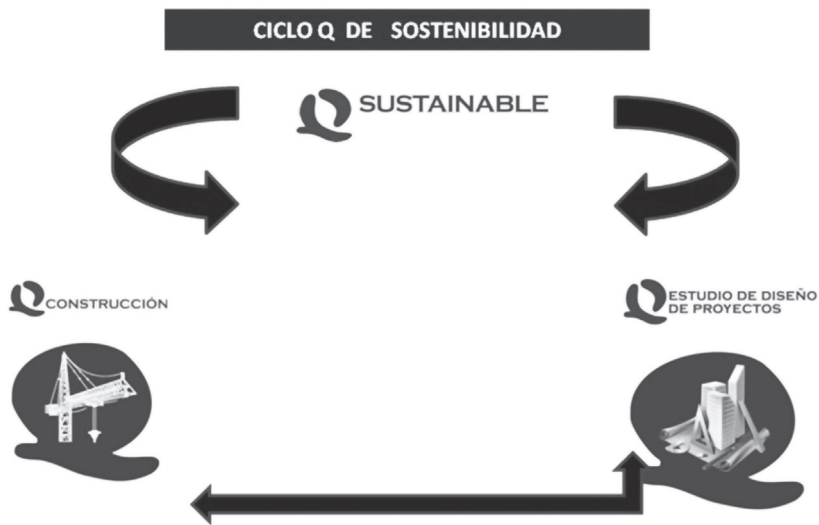 CICLO Q DE SOSTENIBILIDAD
Q SUSTAINABLE
Q CONSTRUCCIÓN
Q ESTUDIO DE DISEÑO
DE PROYECTOS